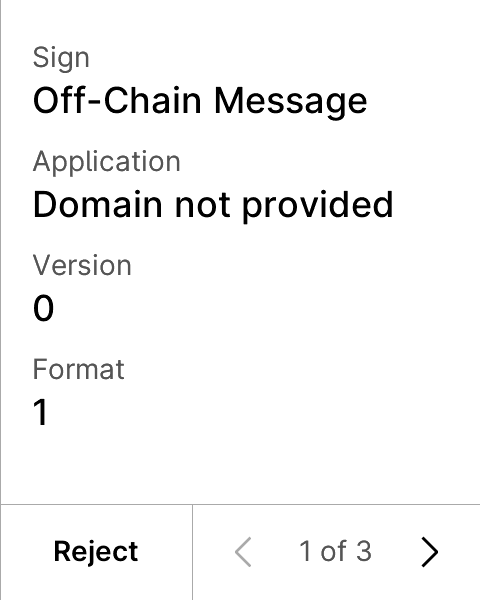 Sign
Off-Chain Message
Application
Domain not provided
Version
0
Format
1
Reject
1 of 3